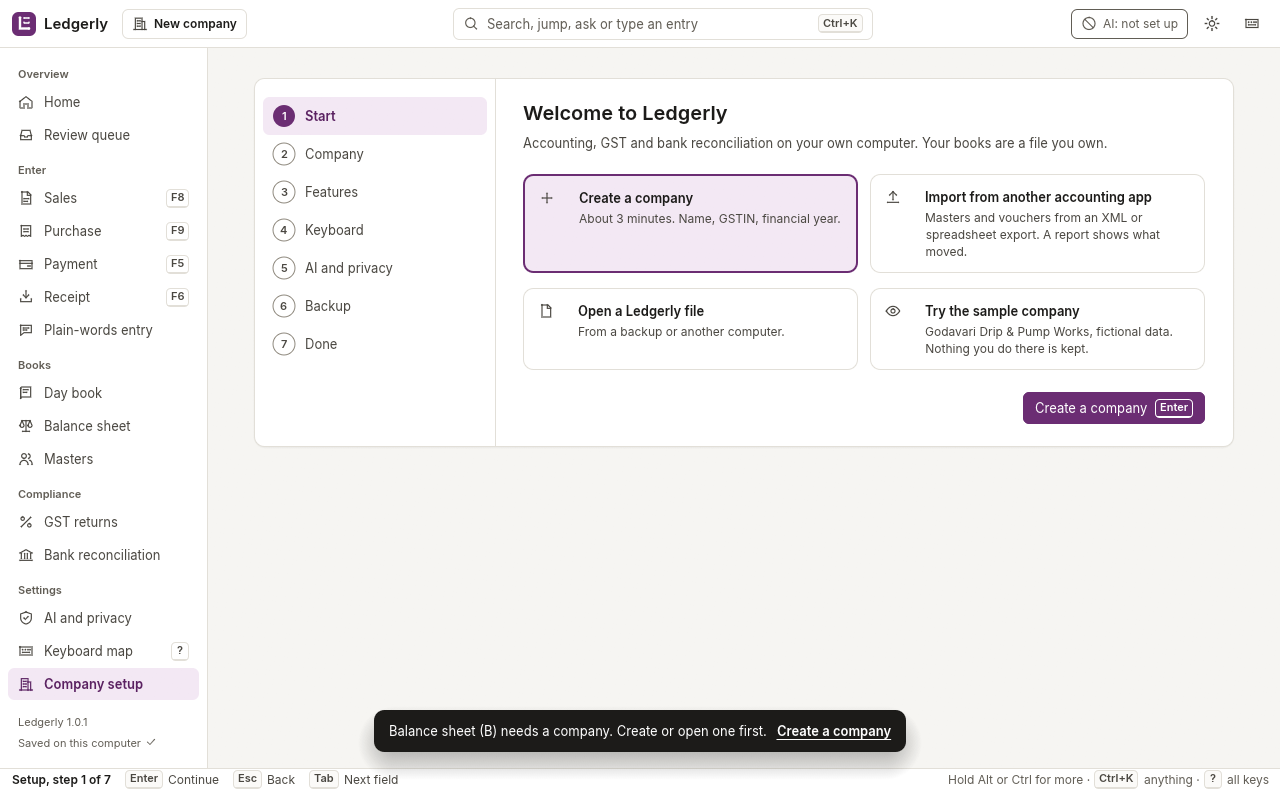 Ledgerly
New company
Search, jump, ask or type an entry
Ctrl+K
AI: not set up
Overview
Home
Review queue
Enter
Sales F8
Purchase F9
Payment F5
Receipt F6
Plain-words entry
Books
Day book
Balance sheet
Masters
Compliance
GST returns
Bank reconciliation
Settings
AI and privacy
Keyboard map ?
Company setup
Ledgerly 1.0.1
Saved on this computer
1 Start
2 Company
3 Features
4 Keyboard
5 AI and privacy
6 Backup
7 Done
Welcome to Ledgerly
Accounting, GST and bank reconciliation on your own computer. Your books are a file you own.
Create a company
About 3 minutes. Name, GSTIN, financial year.
Import from another accounting app
Masters and vouchers from an XML or
spreadsheet export. A report shows what
moved.
Open a Ledgerly file
From a backup or another computer.
Try the sample company
Godavari Drip & Pump Works, fictional data.
Nothing you do there is kept.
Create a company Enter
Balance sheet (B) needs a company. Create or open one first. Create a company
Setup, step 1 of 7 Enter Continue Esc Back Tab Next field
Hold Alt or Ctrl for more · Ctrl+K anything · ? all keys